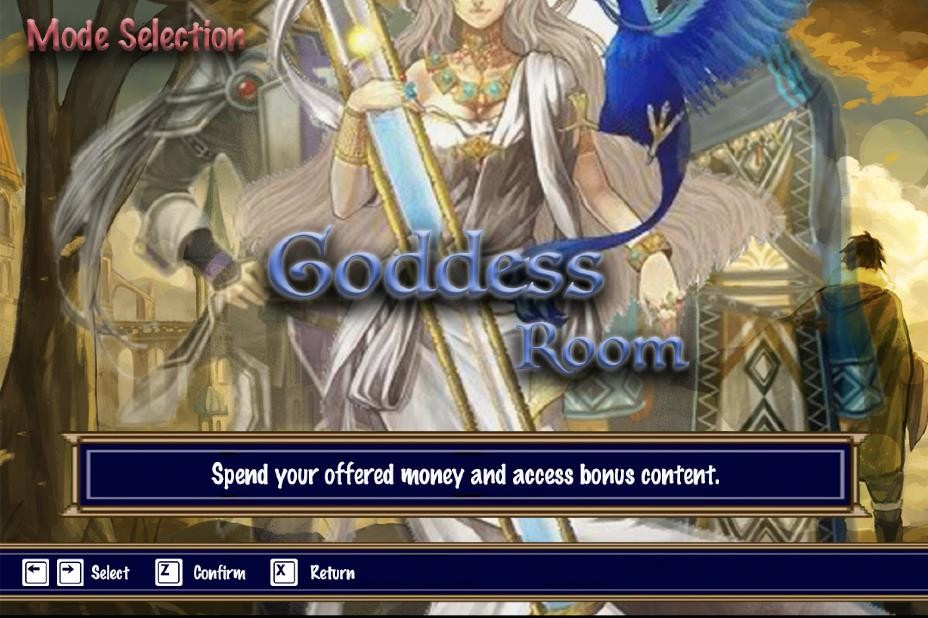 Mode Selection
Goddess
Room
Spend your offered money and access bonus content.
← → Select Z Confirm X Return